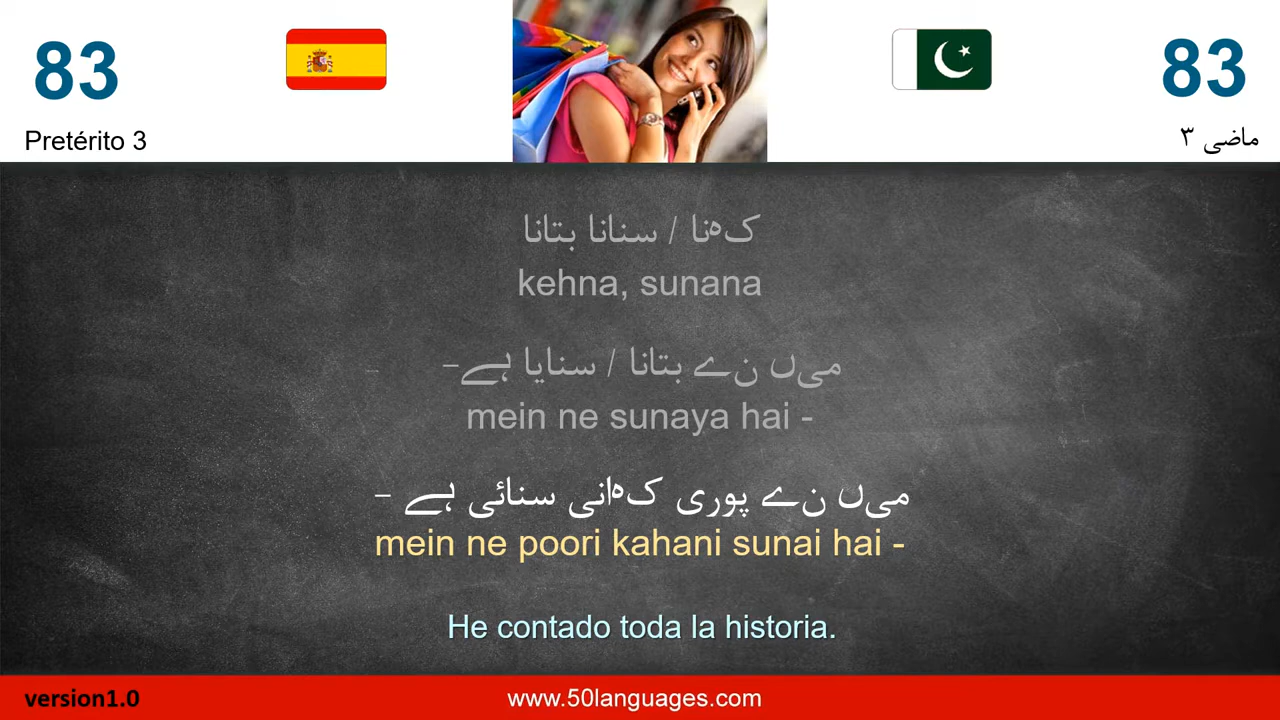 83
83
Pretérito 3
ماضی ۳
کہنا / سنانا بتانا
kehna, sunana
میں نے بتانا / سنایا ہے–
mein ne sunaya hai -
میں نے پوری کہانی سنائی ہے –
mein ne poori kahani sunai hai -
He contado toda la historia.
version1.0
www.50languages.com